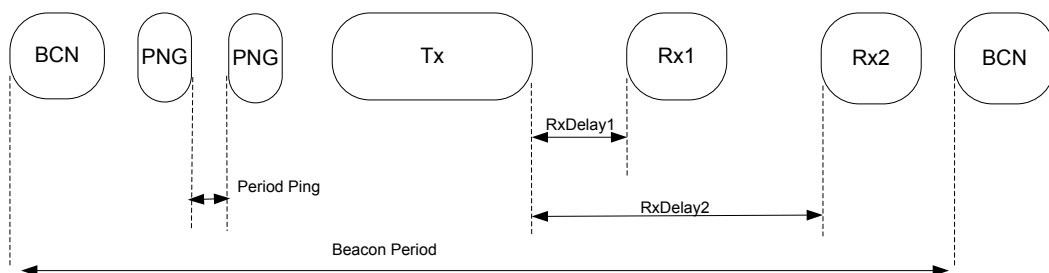 BCN
PNG
PNG
Tx
Rx1
Rx2
BCN
RxDelay1
Period Ping
RxDelay2
Beacon Period